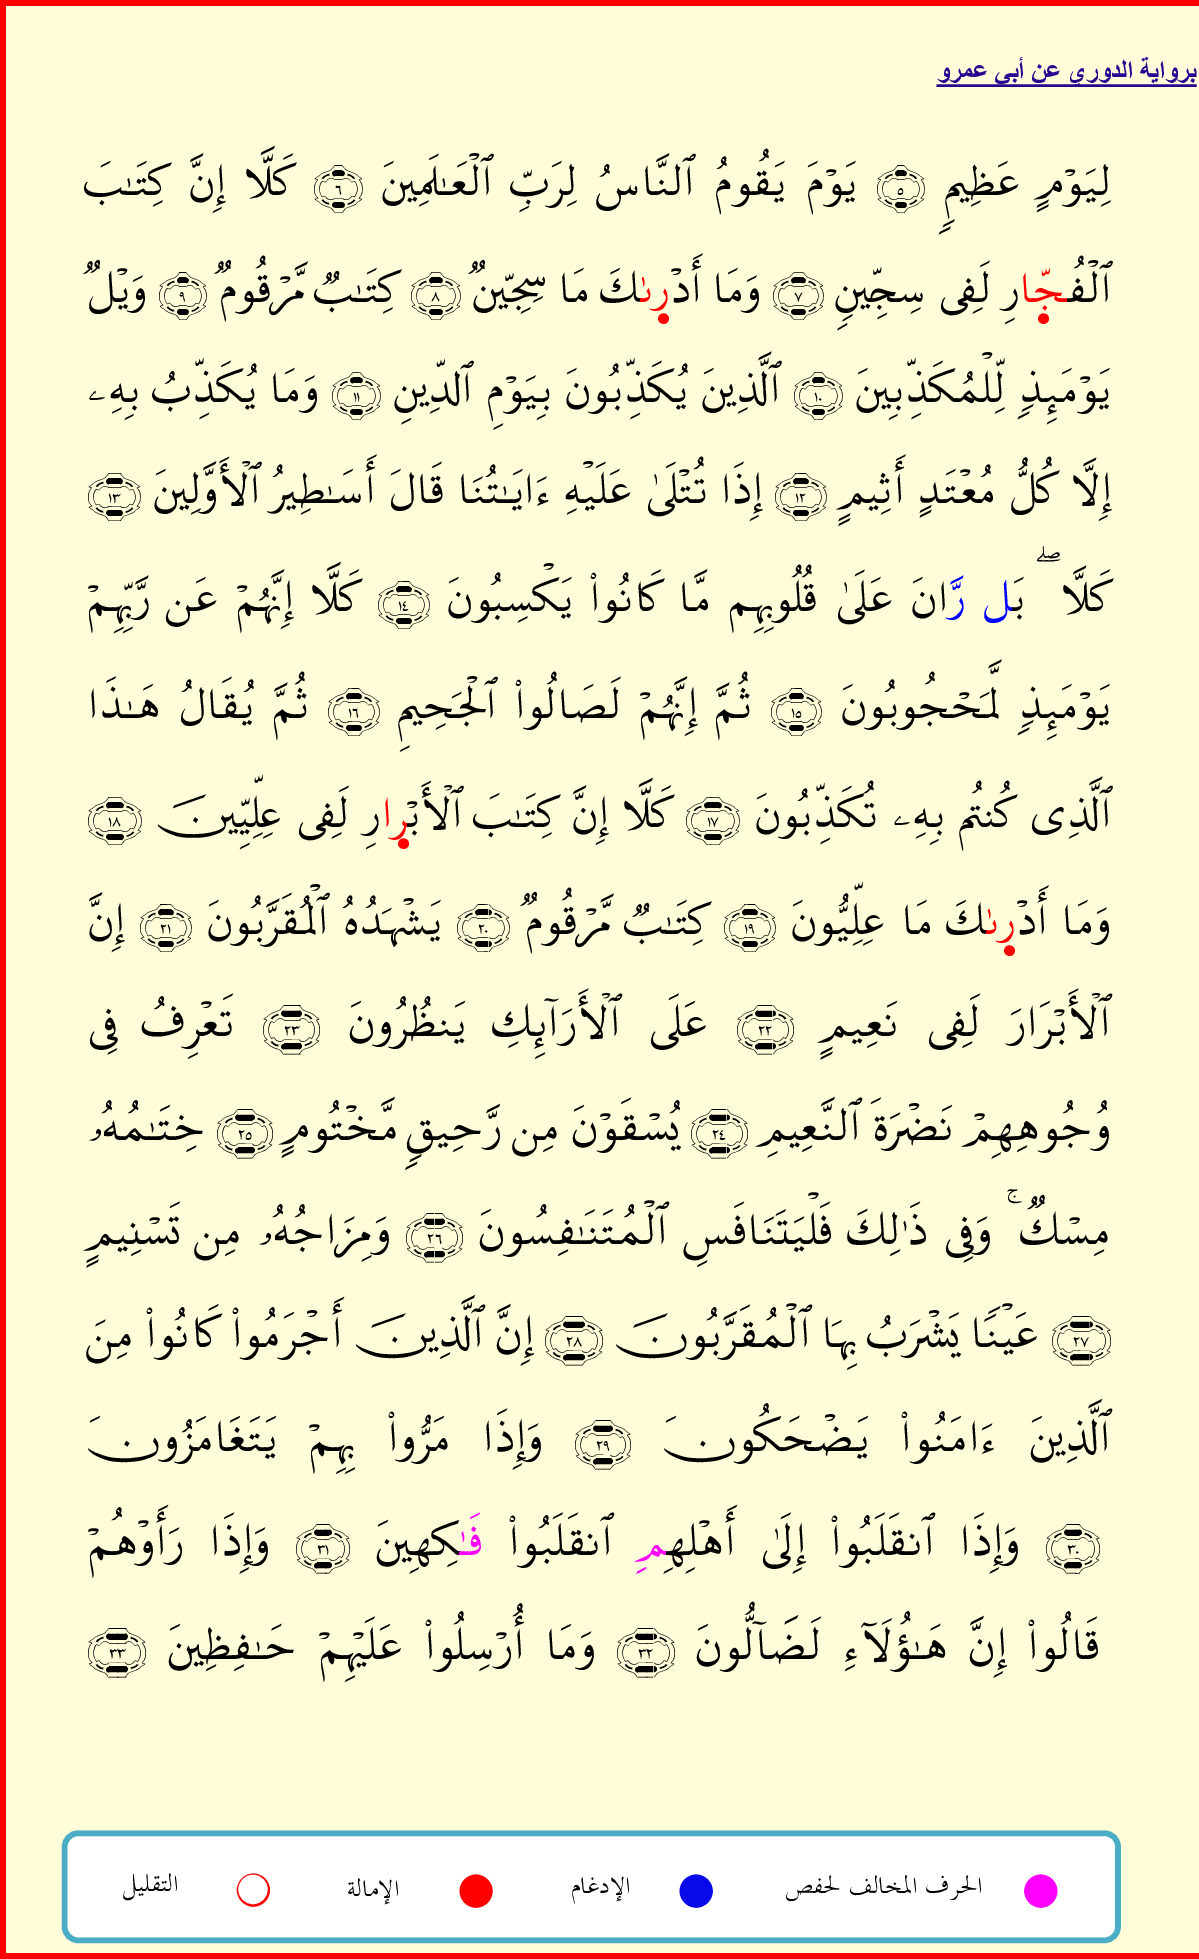 برواية الدوري عن أبي عمرو
لِيَوْمٍ عَظِيمٍ ٥ يَوْمَ يَقُومُ ٱلنَّاسُ لِرَبِّ ٱلْعَـٰلَمِينَ ٦ كَلَّا إِنَّ كِتَـٰبَ
ٱلْفُجِّارِ لَفِى سِجِّينٍ ٧ وَمَا أَدْرِىٰكَ مَا سِجِّينٌ ٨ كِتَـٰبٌ مَّرْقُومٌ ٩ وَيْلٌ
يَوْمَئِذٍ لِّلْمُكَذِّبِينَ ١٠ ٱلَّذِينَ يُكَذِّبُونَ بِيَوْمِ ٱلدِّينِ ١١ وَمَا يُكَذِّبُ بِهِۦ
إِلَّا كُلُّ مُعْتَدٍ أَثِيمٍ ١٢ إِذَا تُتْلَىٰ عَلَيْهِ ءَايَـٰتُنَا قَالَ أَسَـٰطِيرُ ٱلْأَوَّلِينَ ١٣
كَلَّا ۖ بَل رَّانَ عَلَىٰ قُلُوبِهِم مَّا كَانُوا۟ يَكْسِبُونَ ١٤ كَلَّا إِنَّهُمْ عَن رَّبِّهِمْ
يَوْمَئِذٍ لَّمَحْجُوبُونَ ١٥ ثُمَّ إِنَّهُمْ لَصَالُوا۟ ٱلْجَحِيمِ ١٦ ثُمَّ يُقَالُ هَـٰذَا
ٱلَّذِى كُنتُم بِهِۦ تُكَذِّبُونَ ١٧ كَلَّا إِنَّ كِتَـٰبَ ٱلْأَبْرِارِ لَفِى عِلِّيِّينَ ١٨
وَمَا أَدْرِىٰكَ مَا عِلِّيُّونَ ١٩ كِتَـٰبٌ مَّرْقُومٌ ٢٠ يَشْهَدُهُ ٱلْمُقَرَّبُونَ ٢١ إِنَّ
ٱلْأَبْرَارَ لَفِى نَعِيمٍ ٢٢ عَلَى ٱلْأَرَآئِكِ يَنظُرُونَ ٢٣ تَعْرِفُ فِى
وُجُوهِهِمْ نَضْرَةَ ٱلنَّعِيمِ ٢٤ يُسْقَوْنَ مِن رَّحِيقٍ مَّخْتُومٍ ٢٥ خِتَـٰمُهُۥ
مِسْكٌ ۚ وَفِى ذَٰلِكَ فَلْيَتَنَافَسِ ٱلْمُتَنَـٰفِسُونَ ٢٦ وَمِزَاجُهُۥ مِن تَسْنِيمٍ
٢٧ عَيْنًا يَشْرَبُ بِهَا ٱلْمُقَرَّبُونَ ٢٨ إِنَّ ٱلَّذِينَ أَجْرَمُوا۟ كَانُوا۟ مِنَ
ٱلَّذِينَ ءَامَنُوا۟ يَضْحَكُونَ ٢٩ وَإِذَا مَرُّوا۟ بِهِمْ يَتَغَامَزُونَ
٣٠ وَإِذَا ٱنقَلَبُوا۟ إِلَىٰ أَهْلِهِمِ ٱنقَلَبُوا۟ فَـٰكِهِينَ ٣١ وَإِذَا رَأَوْهُمْ
قَالُوا۟ إِنَّ هَـٰؤُلَآءِ لَضَآلُّونَ ٣٢ وَمَا أُرْسِلُوا۟ عَلَيْهِمْ حَـٰفِظِينَ ٣٣
الحرف المخالف لحفص الإدغام الإمالة التقليل